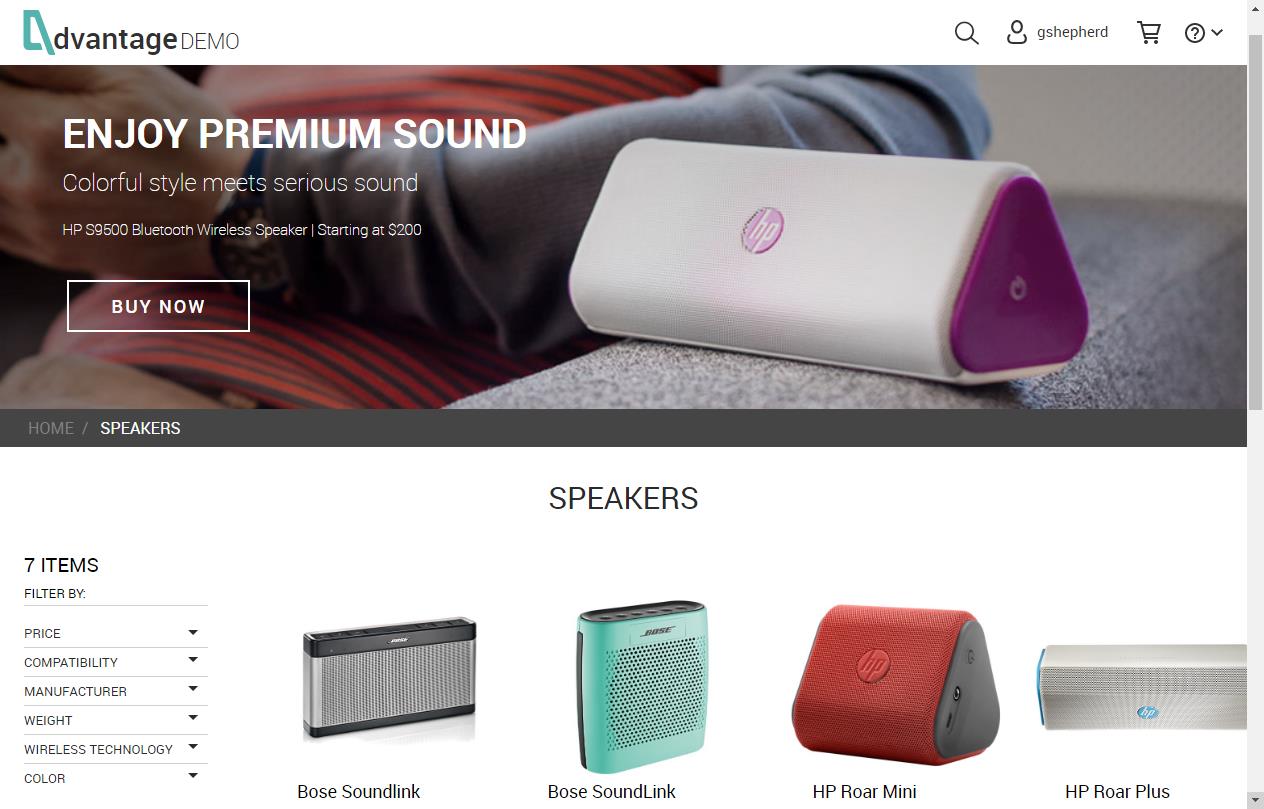 dvantage DEMO
gshepherd
ENJOY PREMIUM SOUND
Colorful style meets serious sound
HP S9500 Bluetooth Wireless Speaker | Starting at $200
BUY NOW
hp
HOME / SPEAKERS
SPEAKERS
7 ITEMS
FILTER BY:
PRICE
COMPATIBILITY
MANUFACTURER
WEIGHT
WIRELESS TECHNOLOGY
COLOR
BOSE
BOSE
hp
hp
Bose Soundlink
Bose SoundLink
HP Roar Mini
HP Roar Plus